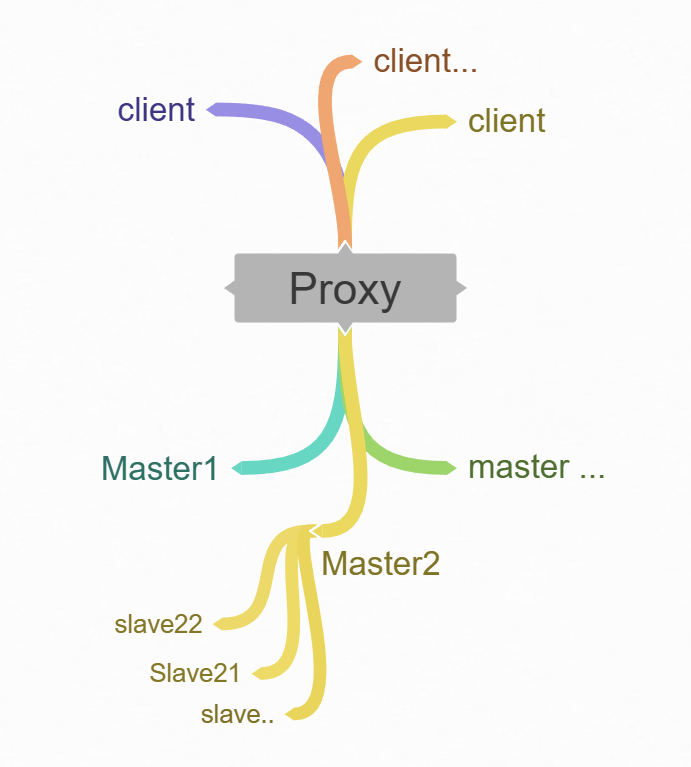 client...
client
client
Proxy
Master1
master ...
Master2
slave22
Slave21
slave..